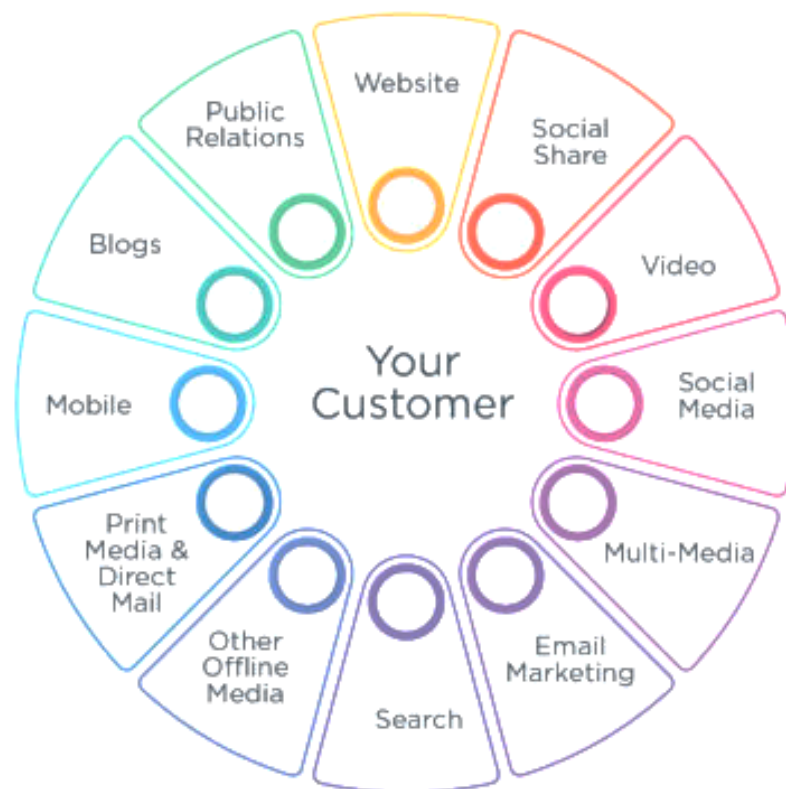 Website
Social
Share
Video
Social
Media
Multi-Media
Email
Marketing
Search
Other
Offline
Media
Print
Media &
Direct
Mail
Mobile
Blogs
Public
Relations
Your
Customer